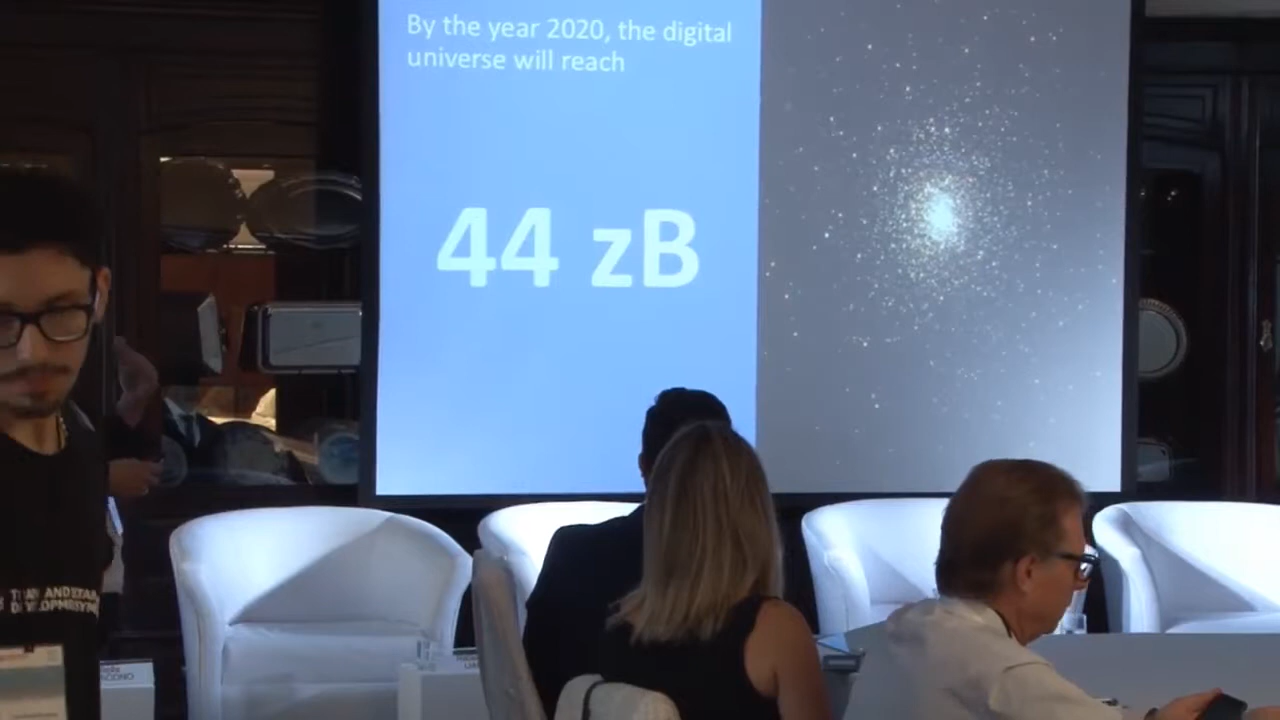 By the year 2020, the digital
universe will reach
44 zB